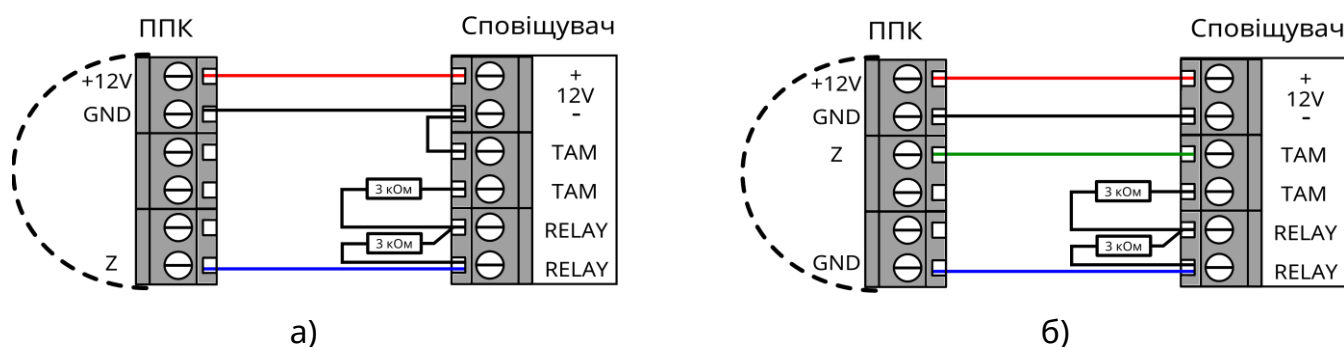 ППК
Сповіщувач
+12V
GND
Z
+
12V
-
TAM
TAM
RELAY
RELAY
3 кОм
3 кОм
а)
ППК
Сповіщувач
+12V
GND
Z
GND
+
12V
-
TAM
TAM
RELAY
RELAY
3 кОм
3 кОм
б)